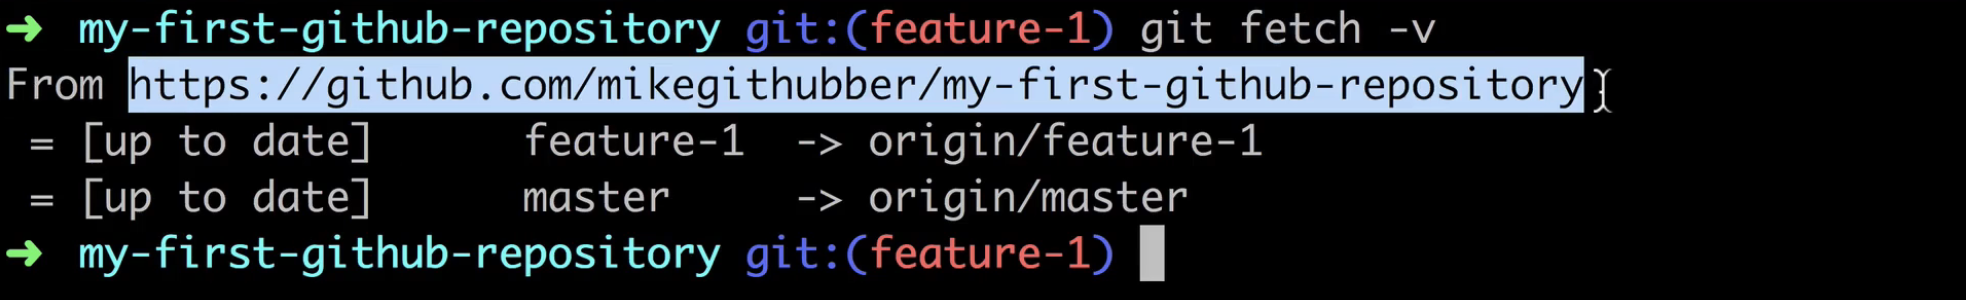 ➜ my-first-github-repository git:(feature-1) git fetch -v
From https://github.com/mikegithubber/my-first-github-repository
 = [up to date]      feature-1  -> origin/feature-1
 = [up to date]      master     -> origin/master
➜ my-first-github-repository git:(feature-1)